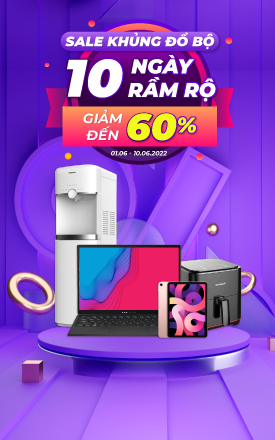 SALE KHỦNG ĐỔ BỘ
10 NGÀY
RẦM RỘ
GIẢM
ĐẾN 60%
01.06 - 10.06.2022